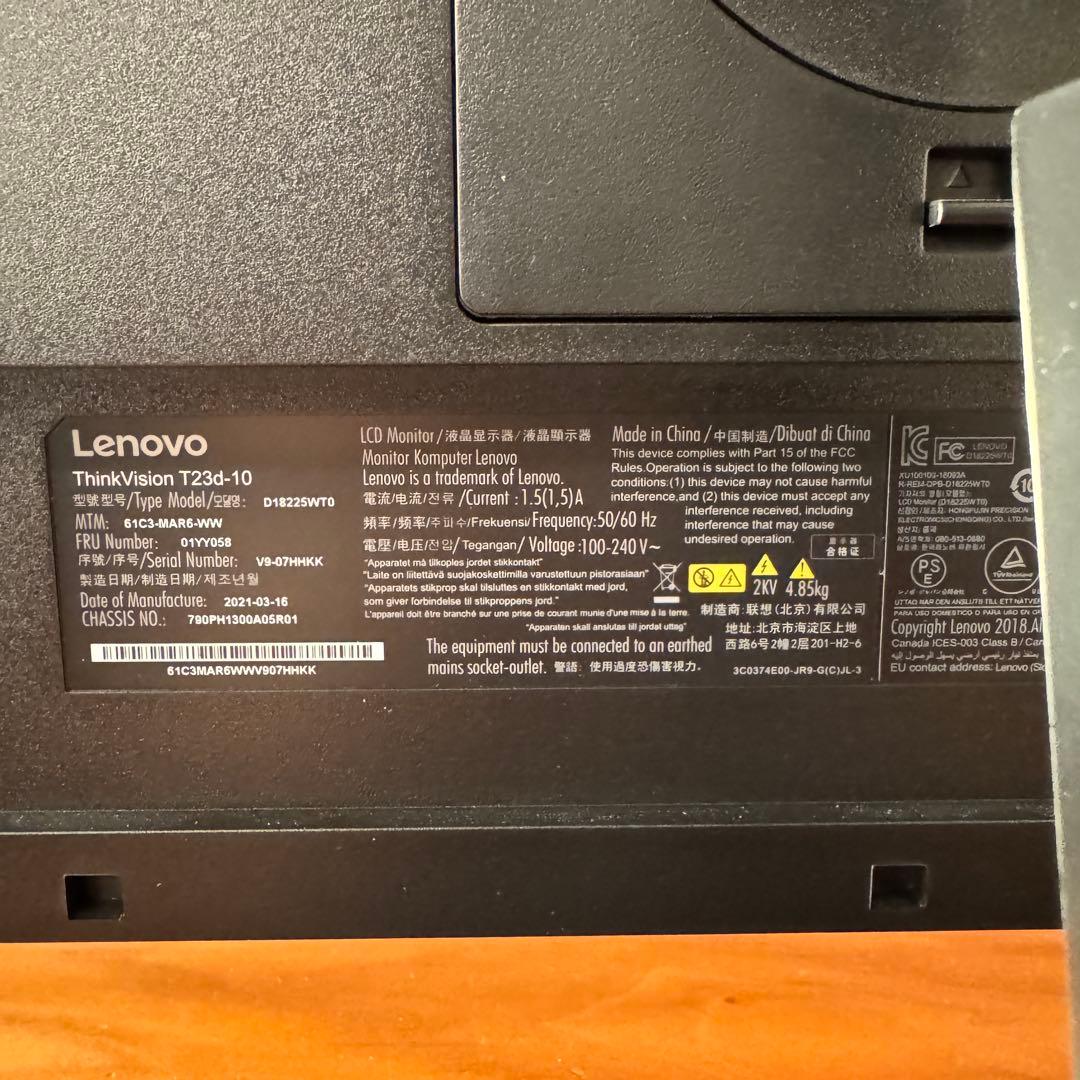 Lenovo
ThinkVision T23d-10
型號/型号/Type Model/모델명: D18225WT0
MTM: 61C3-MAR6-WW
FRU Number: 01YY058
序號/序号/Serial Number: V9-07HHKK
製造日期/制造日期/제조년월
Date of Manufacture: 2021-03-16
CHASSIS NO.: 790PH1300A05R01
61C3MAR6WWV907HHKK
LCD Monitor/液晶显示器/液晶顯示器
Monitor Komputer Lenovo
Lenovo is a trademark of Lenovo.
電流/电流/전류/Current:1.5(1,5)A
頻率/频率/주파수/Frekuensi/Frequency:50/60 Hz
電壓/电压/전압/Tegangan/Voltage:100-240V~
"Apparatet må tilkoples jordet stikkontakt"
"Laite on liitettävä suojakoskettimilla varustettuun pistorasiaan"
"Apparatets stikprop skal tilsluttes en stikkontakt med jord,
som giver forbindelse til stikproppens jord."
"L'appareil doit être branché sur une prise de courant munie d'une mise à la terre.
"Apparaten skall anslutas till jordat uttag"
The equipment must be connected to an earthed
mains socket-outlet. 警語: 使用過度恐傷害視力。
Made in China/中国制造/Dibuat di China
This device complies with Part 15 of the FCC
Rules.Operation is subject to the following two
conditions:(1) this device may not cause harmful
interference,and (2) this device must accept any
interference received, including
interference that may cause
undesired operation.
合格证
2KV 4.85kg
制造商: 联想(北京)有限公司
地址:北京市海淀区上地
西路6号2幢2层201-H2-6
3C0374E00-JR9-G(C)JL-3
FC
LENOVO
D18225WT0
LCD Monitor (D18225WT0)
10
PS
E
TÜVRheinland
Copyright Lenovo 2018.
Canada ICES-003 Class B /
EU contact address: Lenovo